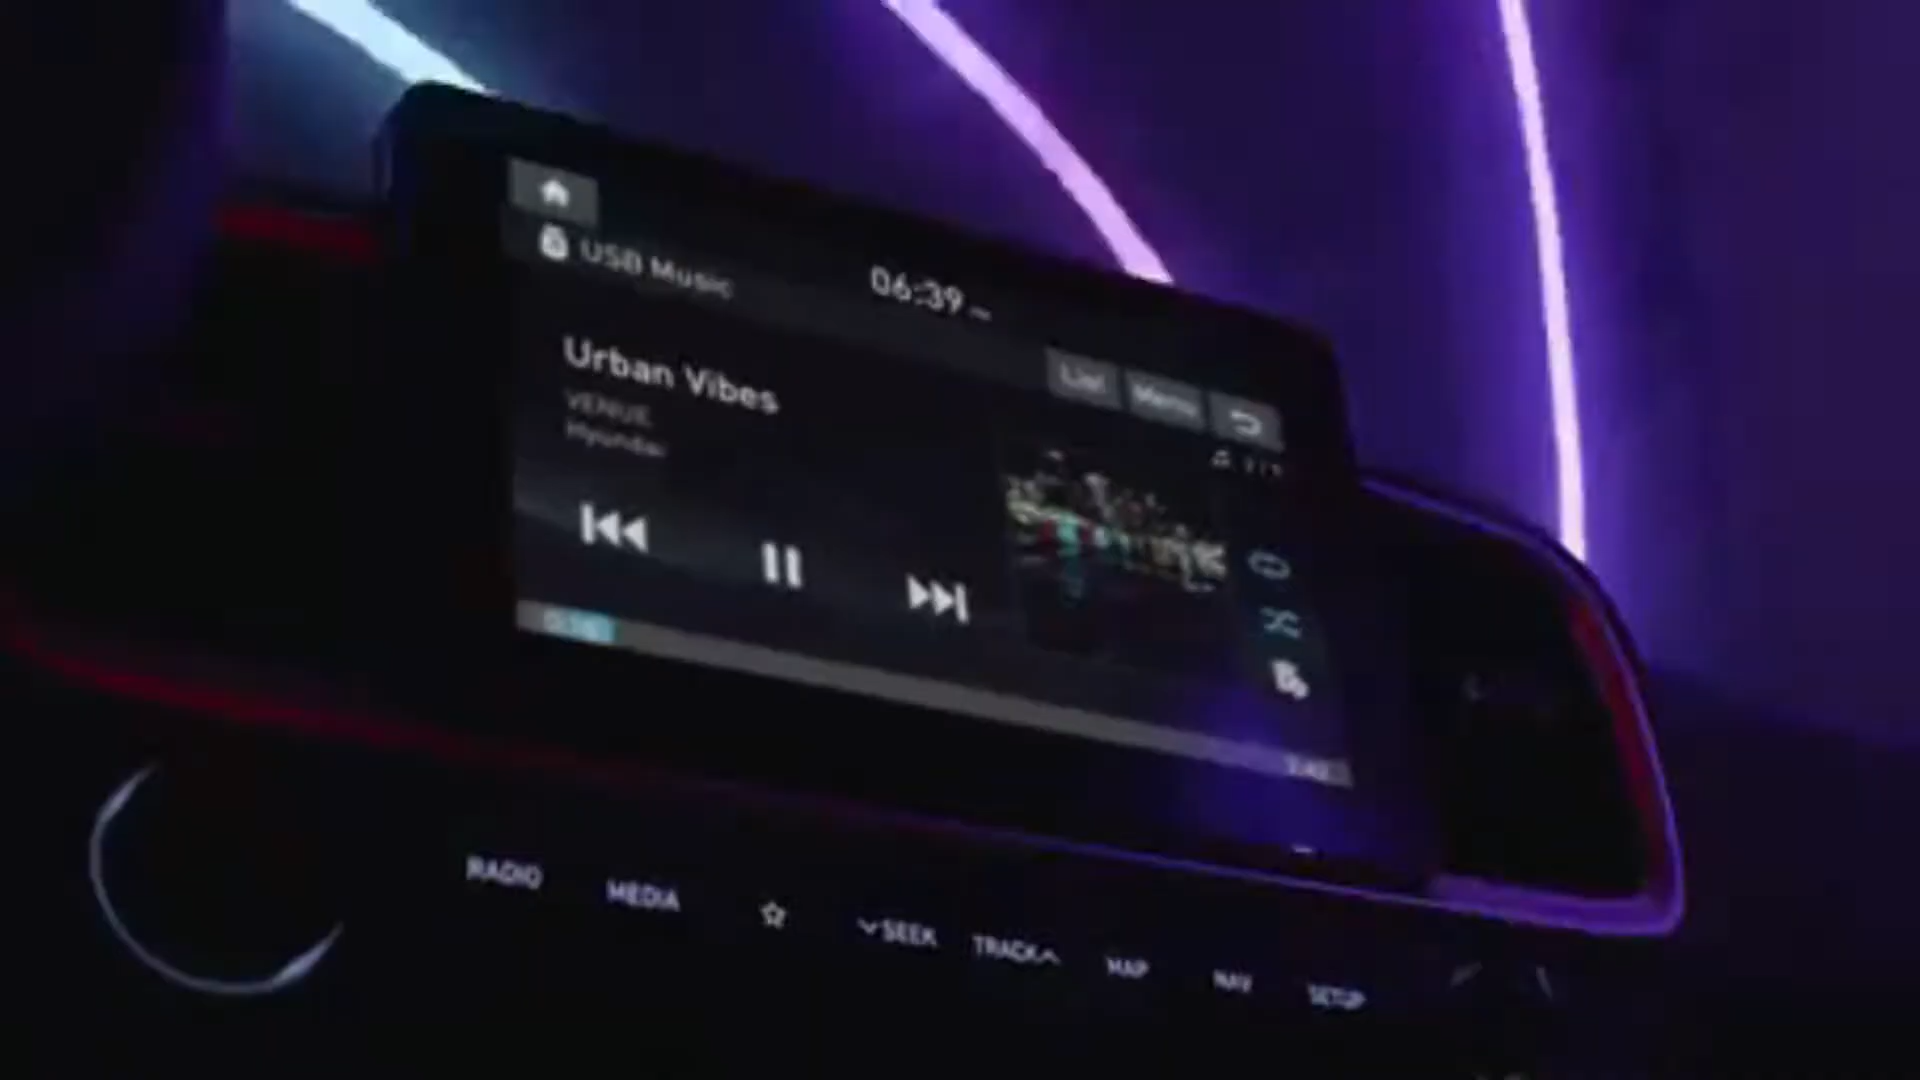 USB Music
06:39
Urban Vibes
VENUE
Hyundai
List
Menu
RADIO
MEDIA
SEEK
TRACK
MAP
NAV
SETUP